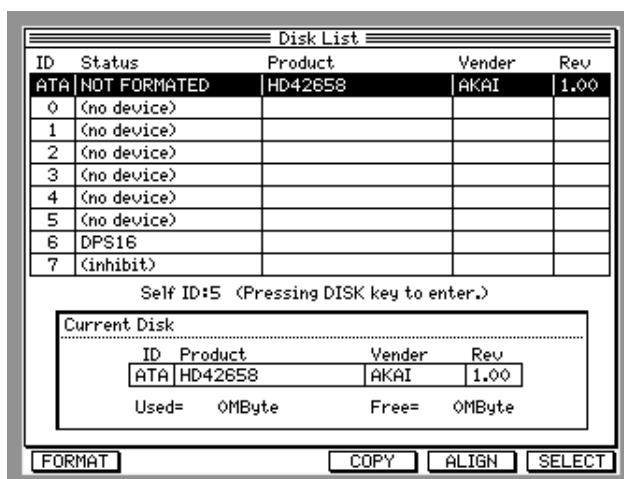 Disk List
ID Status Product Vender Rev
ATA NOT FORMATED HD42658 AKAI 1.00
0 (no device)
1 (no device)
2 (no device)
3 (no device)
4 (no device)
5 (no device)
6 DPS16
7 (inhibit)
Self ID:5 (Pressing DISK key to enter.)
Current Disk
ID Product Vender Rev
ATA HD42658 AKAI 1.00
Used= 0MByte Free= 0MByte
FORMAT COPY ALIGN SELECT